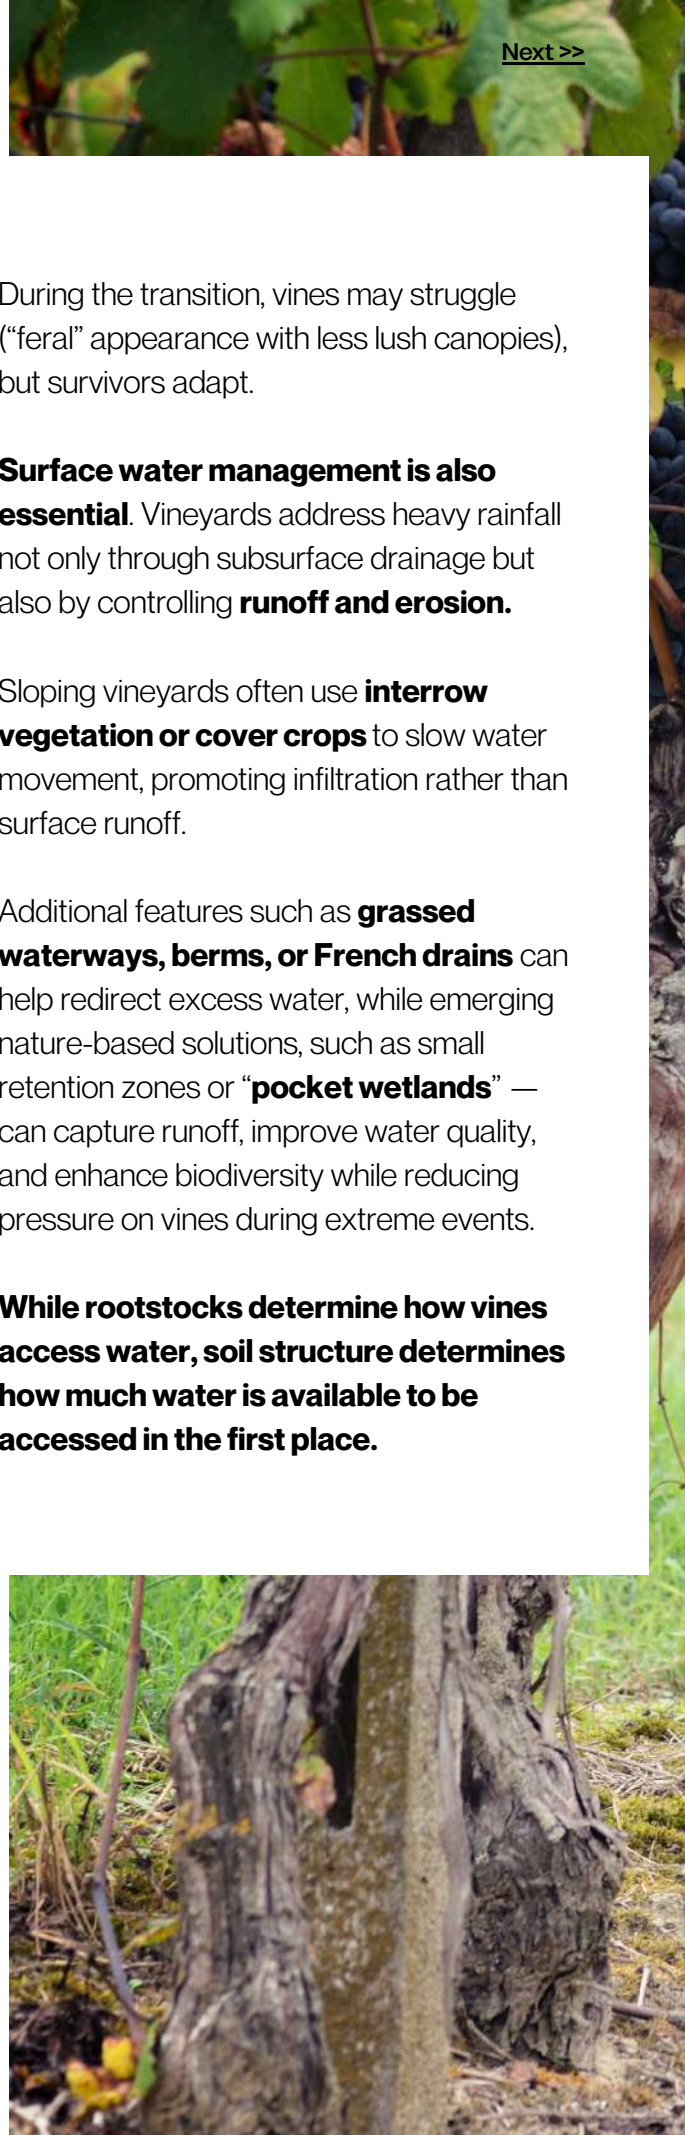 Next >>
During the transition, vines may struggle
(“feral” appearance with less lush canopies),
but survivors adapt.
Surface water management is also
essential. Vineyards address heavy rainfall
not only through subsurface drainage but
also by controlling runoff and erosion.
Sloping vineyards often use interrow
vegetation or cover crops to slow water
movement, promoting infiltration rather than
surface runoff.
Additional features such as grassed
waterways, berms, or French drains can
help redirect excess water, while emerging
nature-based solutions, such as small
retention zones or “pocket wetlands” —
can capture runoff, improve water quality,
and enhance biodiversity while reducing
pressure on vines during extreme events.
While rootstocks determine how vines
access water, soil structure determines
how much water is available to be
accessed in the first place.